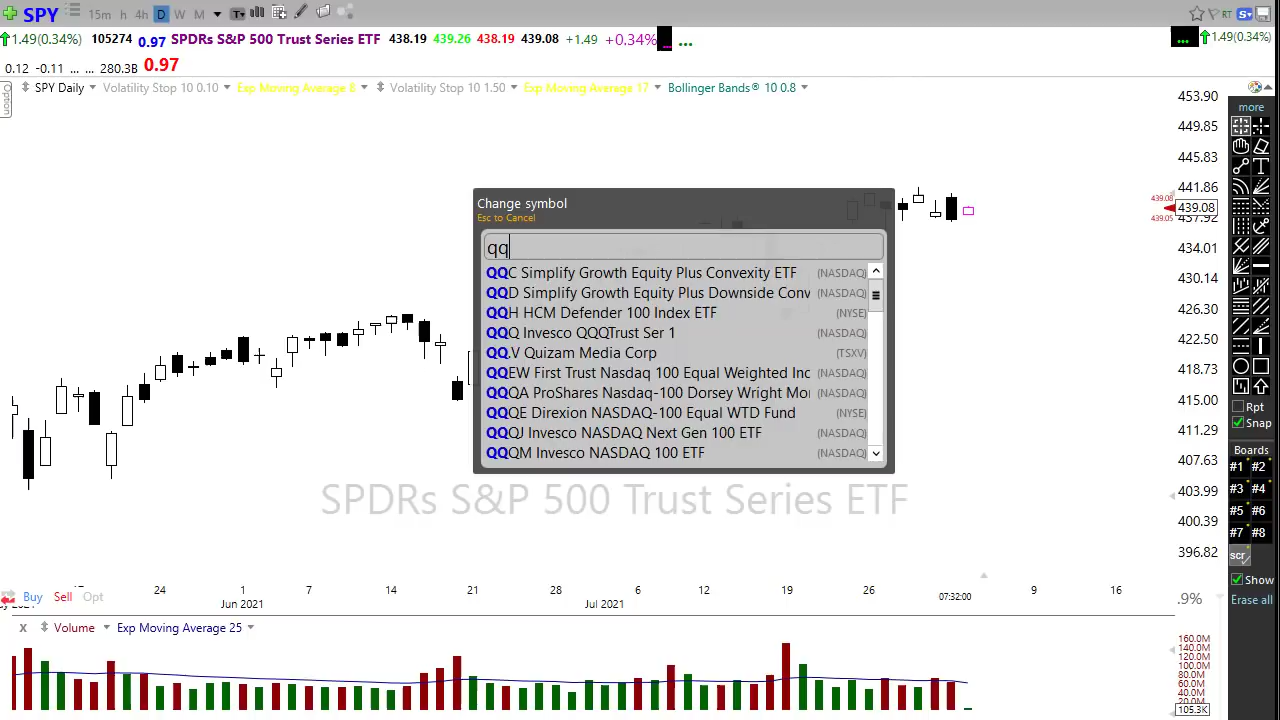 SPY 15m h 4h D W M T
RT S
1.49(0.34%) 105274 0.97 SPDRs S&P 500 Trust Series ETF 438.19 439.26 438.19 439.08 +1.49 +0.34% ... ...
... 1.49(0.34%)
0.12 -0.11 ... ... 280.3B 0.97
Option
SPY Daily Volatility Stop 10 0.10 Exp Moving Average 8 Volatility Stop 10 1.50 Exp Moving Average 17 Bollinger Bands® 10 0.8
453.90
449.85
445.83
441.86
439.08
439.08
439.05
437.92
434.01
430.14
426.30
422.50
418.73
415.00
411.29
407.63
403.99
400.39
396.82
more
Rpt
Snap
Boards
#1 #2
#3 #4
#5 #6
#7 #8
scr
Show
Erase all
Change symbol
Esc to Cancel
qq
QQC Simplify Growth Equity Plus Convexity ETF (NASDAQ)
QQD Simplify Growth Equity Plus Downside Conv (NASDAQ)
QQH HCM Defender 100 Index ETF (NYSE)
QQQ Invesco QQQTrust Ser 1 (NASDAQ)
QQ.V Quizam Media Corp (TSXV)
QQEW First Trust Nasdaq 100 Equal Weighted Inc (NASDAQ)
QQQA ProShares Nasdaq-100 Dorsey Wright Mo (NASDAQ)
QQQE Direxion NASDAQ-100 Equal WTD Fund (NYSE)
QQQJ Invesco NASDAQ Next Gen 100 ETF (NASDAQ)
QQQM Invesco NASDAQ 100 ETF (NASDAQ)
SPDRs S&P 500 Trust Series ETF
24 1 7 14 21 28 6 12 19 26 07:32:00 9 16
Buy Sell Opt
Jun 2021 Jul 2021
.9%
x Volume Exp Moving Average 25
160.0M
140.0M
120.0M
100.0M
80.0M
60.0M
40.0M
20.0M
105.3K